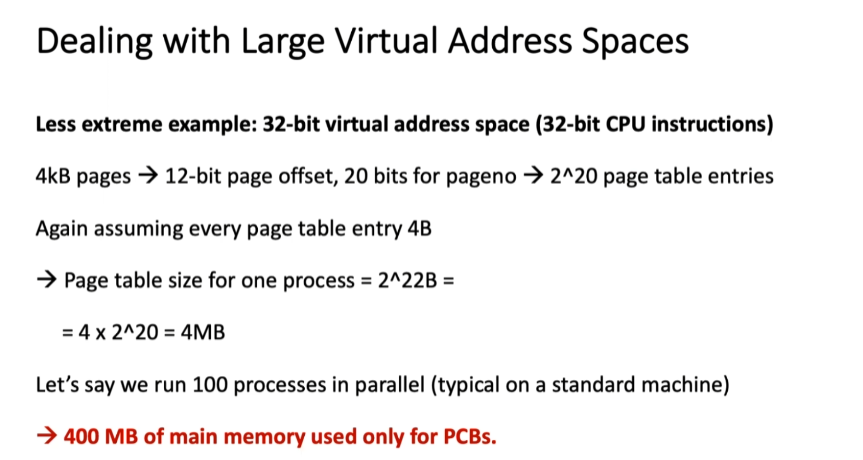 Dealing with Large Virtual Address Spaces
Less extreme example: 32-bit virtual address space (32-bit CPU instructions)
4kB pages → 12-bit page offset, 20 bits for pageno → 2^20 page table entries
Again assuming every page table entry 4B
→ Page table size for one process = 2^22B =
= 4 x 2^20 = 4MB
Let's say we run 100 processes in parallel (typical on a standard machine)
→ 400 MB of main memory used only for PCBs.